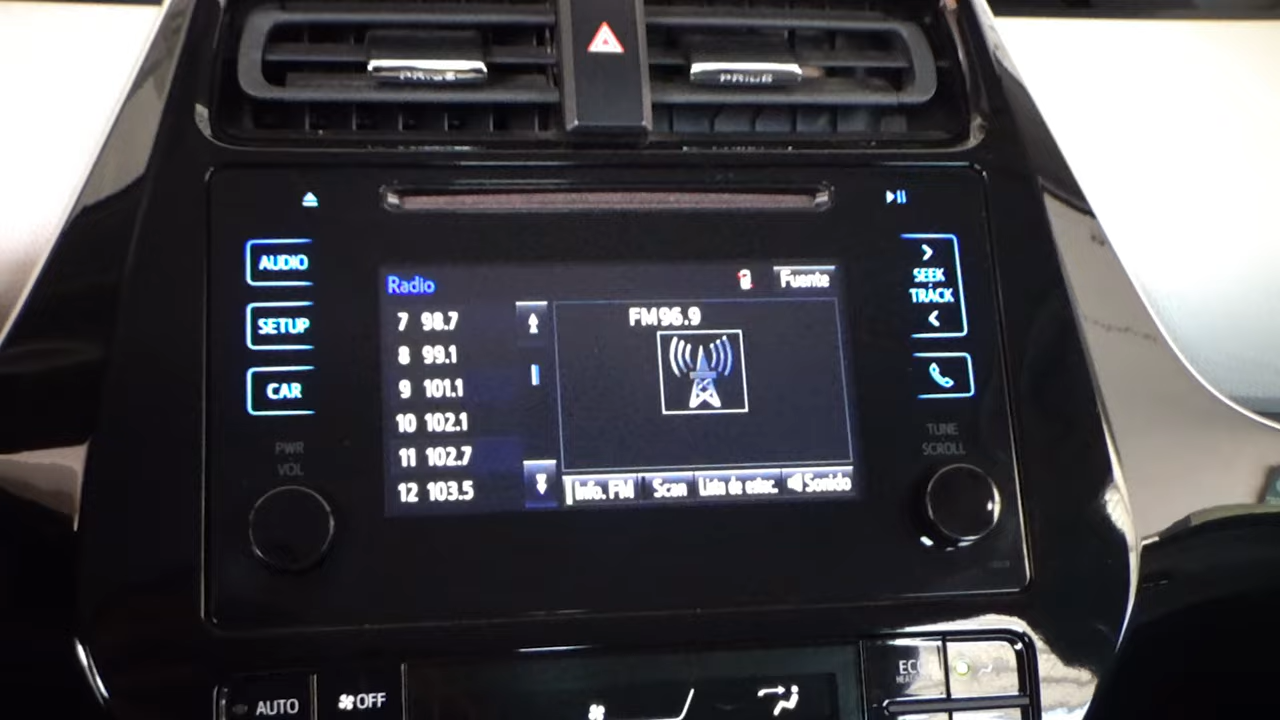 PRIUS
PRIUS
AUDIO
SETUP
CAR
PWR
VOL
SEEK
TRACK
TUNE
SCROLL
Radio
Fuente
7 98.7
8 99.1
9 101.1
10 102.1
11 102.7
12 103.5
FM 96.9
Info. FM
Scan
Lista de estac.
Sonido
AUTO
OFF
ECO